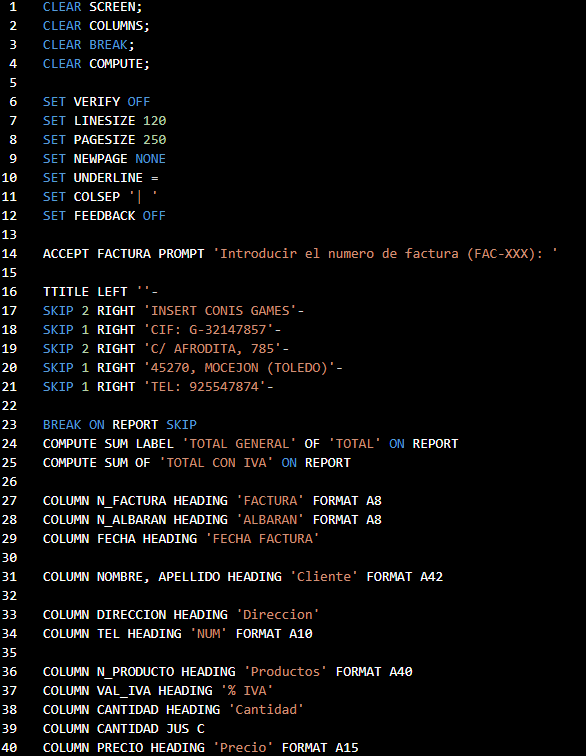 1 CLEAR SCREEN;
2 CLEAR COLUMNS;
3 CLEAR BREAK;
4 CLEAR COMPUTE;
5
6 SET VERIFY OFF
7 SET LINESIZE 120
8 SET PAGESIZE 250
9 SET NEWPAGE NONE
10 SET UNDERLINE =
11 SET COLSEP '| '
12 SET FEEDBACK OFF
13
14 ACCEPT FACTURA PROMPT 'Introducir el numero de factura (FAC-XXX): '
15
16 TTITLE LEFT ''-
17 SKIP 2 RIGHT 'INSERT CONIS GAMES'-
18 SKIP 1 RIGHT 'CIF: G-32147857'-
19 SKIP 2 RIGHT 'C/ AFRODITA, 785'-
20 SKIP 1 RIGHT '45270, MOCEJON (TOLEDO)'-
21 SKIP 1 RIGHT 'TEL: 925547874'-
22
23 BREAK ON REPORT SKIP
24 COMPUTE SUM LABEL 'TOTAL GENERAL' OF 'TOTAL' ON REPORT
25 COMPUTE SUM OF 'TOTAL CON IVA' ON REPORT
26
27 COLUMN N_FACTURA HEADING 'FACTURA' FORMAT A8
28 COLUMN N_ALBARAN HEADING 'ALBARAN' FORMAT A8
29 COLUMN FECHA HEADING 'FECHA FACTURA'
30
31 COLUMN NOMBRE, APELLIDO HEADING 'Cliente' FORMAT A42
32
33 COLUMN DIRECCION HEADING 'Direccion'
34 COLUMN TEL HEADING 'NUM' FORMAT A10
35
36 COLUMN N_PRODUCTO HEADING 'Productos' FORMAT A40
37 COLUMN VAL_IVA HEADING '% IVA'
38 COLUMN CANTIDAD HEADING 'Cantidad'
39 COLUMN CANTIDAD JUS C
40 COLUMN PRECIO HEADING 'Precio' FORMAT A15